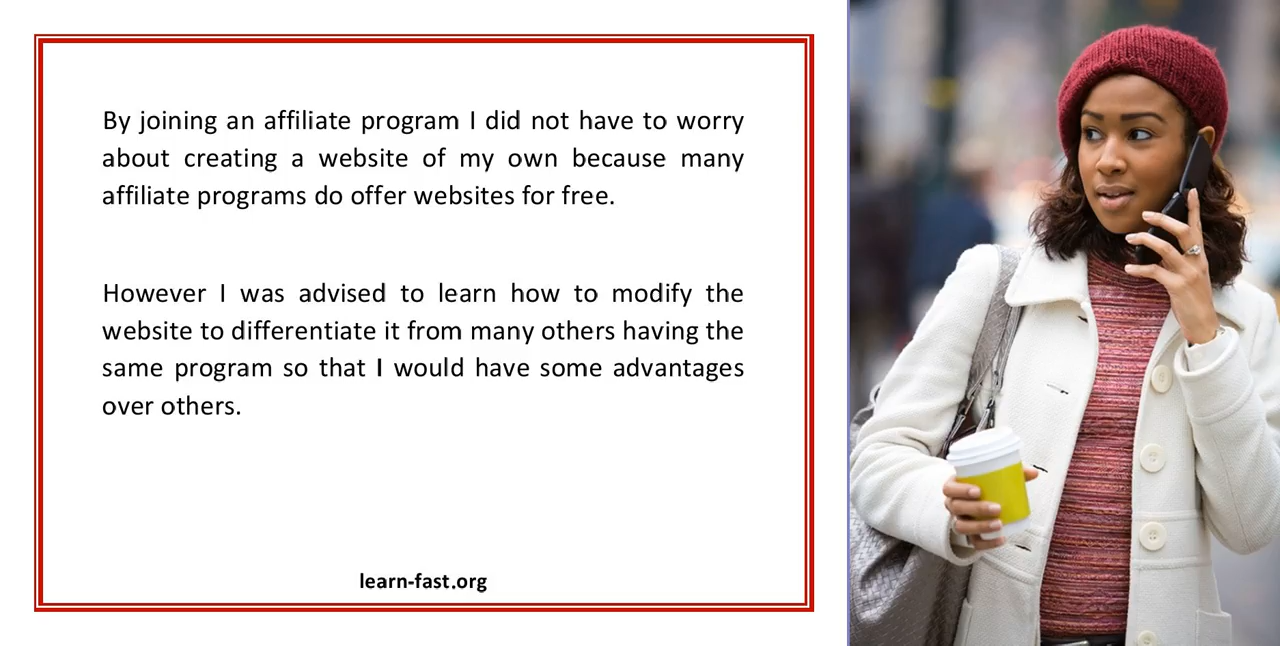 By joining an affiliate program I did not have to worry
about creating a website of my own because many
affiliate programs do offer websites for free.
However I was advised to learn how to modify the
website to differentiate it from many others having the
same program so that I would have some advantages
over others.
learn-fast.org